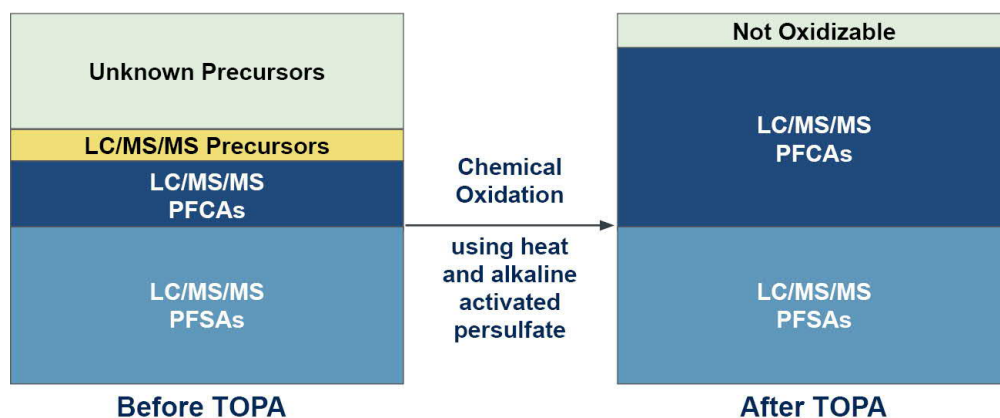 Unknown Precursors
LC/MS/MS Precursors
LC/MS/MS
PFCAs
LC/MS/MS
PFSAs
Before TOPA
Chemical
Oxidation
using heat
and alkaline
activated
persulfate
Not Oxidizable
LC/MS/MS
PFCAs
LC/MS/MS
PFSAs
After TOPA